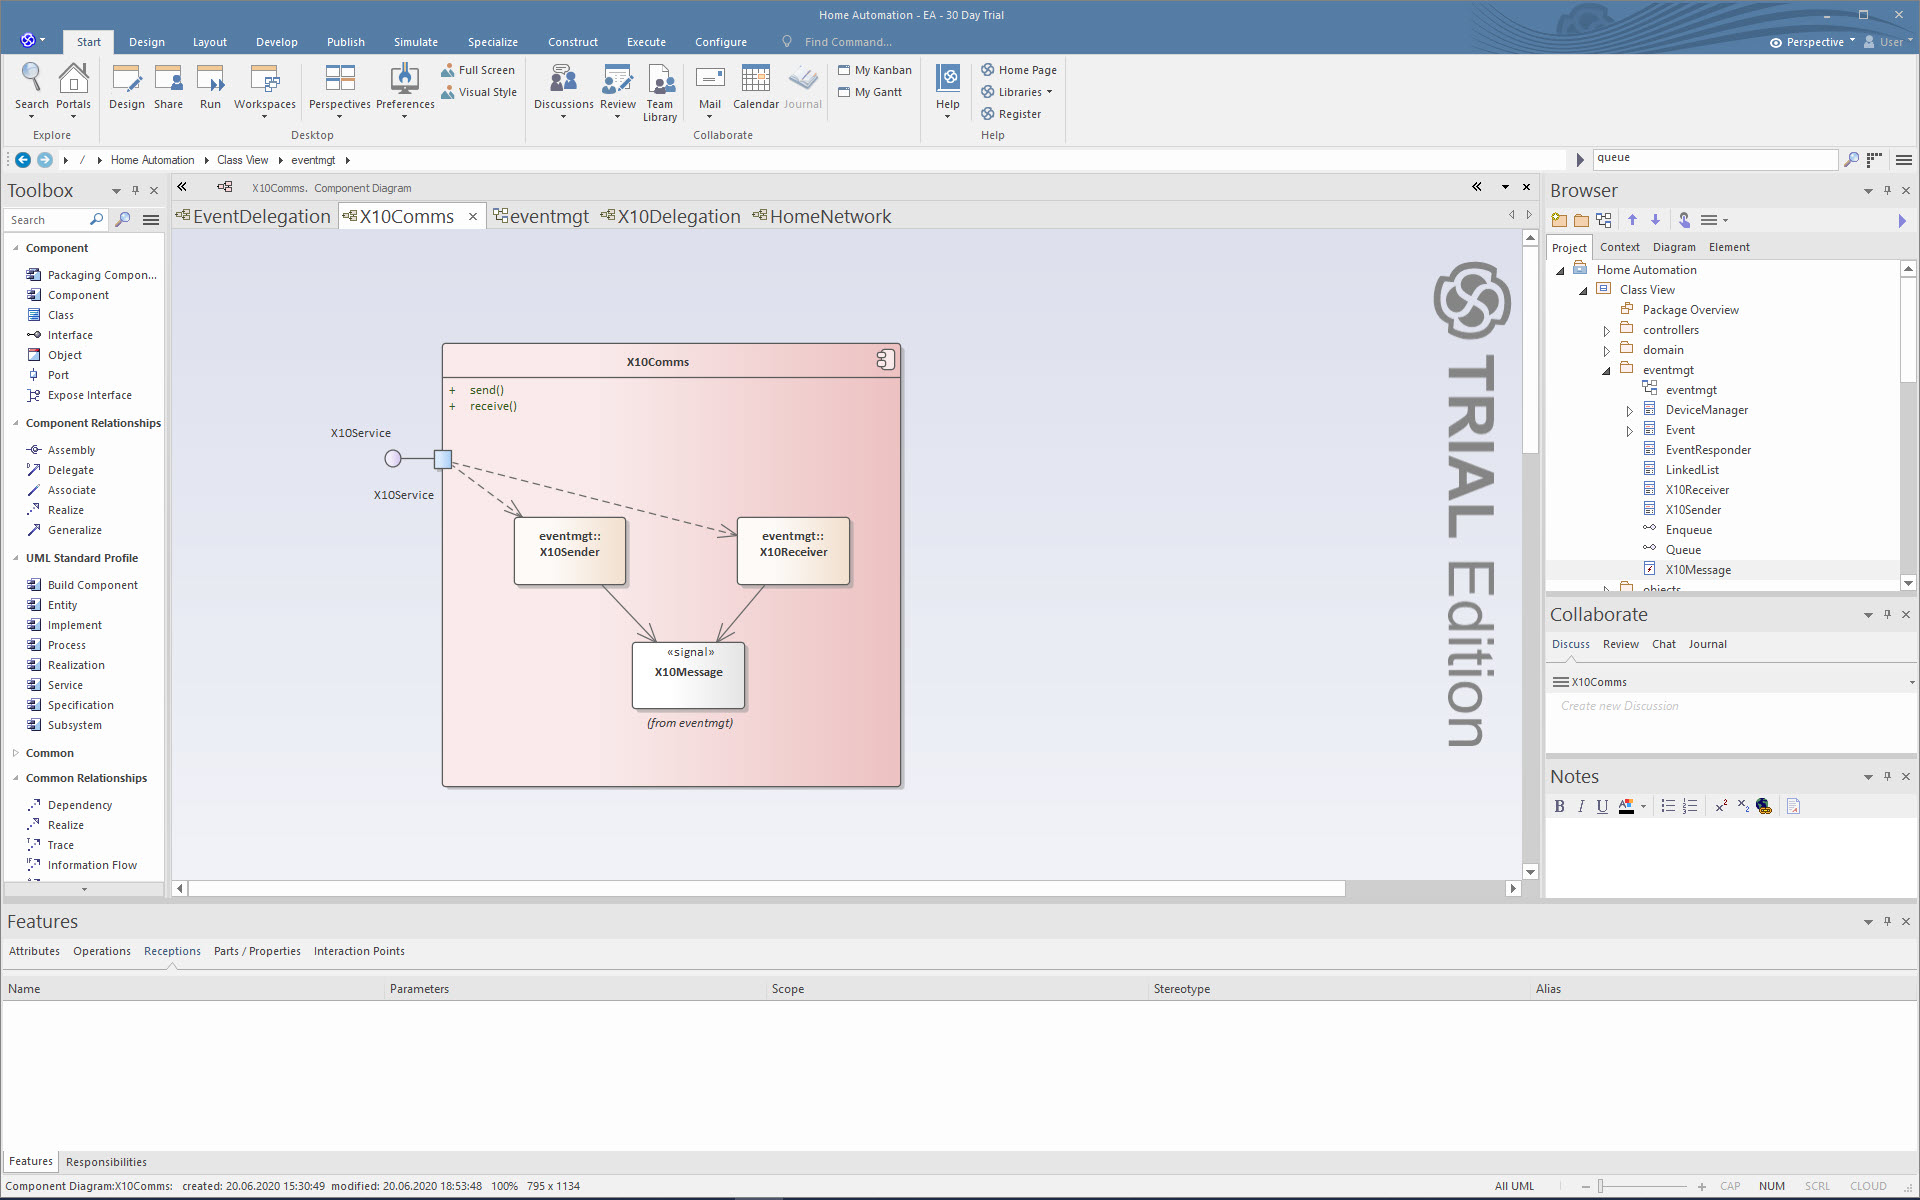 Home Automation - EA - 30 Day Trial
Start Design Layout Develop Publish Simulate Specialize Construct Execute Configure Find Command... Perspective User
Search Portals Design Share Run Workspaces Perspectives Preferences Full Screen Visual Style Discussions Review Team Library Mail Calendar Journal My Kanban My Gantt Help Home Page Libraries Register
Explore Desktop Collaborate Help
/ Home Automation Class View eventmgt queue
Toolbox
Search
Component
Packaging Compon...
Component
Class
Interface
Object
Port
Expose Interface
Component Relationships
Assembly
Delegate
Associate
Realize
Generalize
UML Standard Profile
Build Component
Entity
Implement
Process
Realization
Service
Specification
Subsystem
Common
Common Relationships
Dependency
Realize
Trace
Information Flow
X10Comms. Component Diagram
EventDelegation X10Comms eventmgt X10Delegation HomeNetwork
X10Comms
+ send()
+ receive()
X10Service
X10Service
eventmgt::
X10Sender
eventmgt::
X10Receiver
«signal»
X10Message
(from eventmgt)
TRIAL Edition
Browser
Project Context Diagram Element
Home Automation
Class View
Package Overview
controllers
domain
eventmgt
eventmgt
DeviceManager
Event
EventResponder
LinkedList
X10Receiver
X10Sender
Enqueue
Queue
X10Message
objects
Collaborate
Discuss Review Chat Journal
X10Comms
Create new Discussion
Notes
B I U A x² x₂
Features
Attributes Operations Receptions Parts / Properties Interaction Points
Name Parameters Scope Stereotype Alias
Features Responsibilities
Component Diagram:X10Comms: created: 20.06.2020 15:30:49 modified: 20.06.2020 18:53:48 100% 795 x 1134 All UML CAP NUM SCRL CLOUD